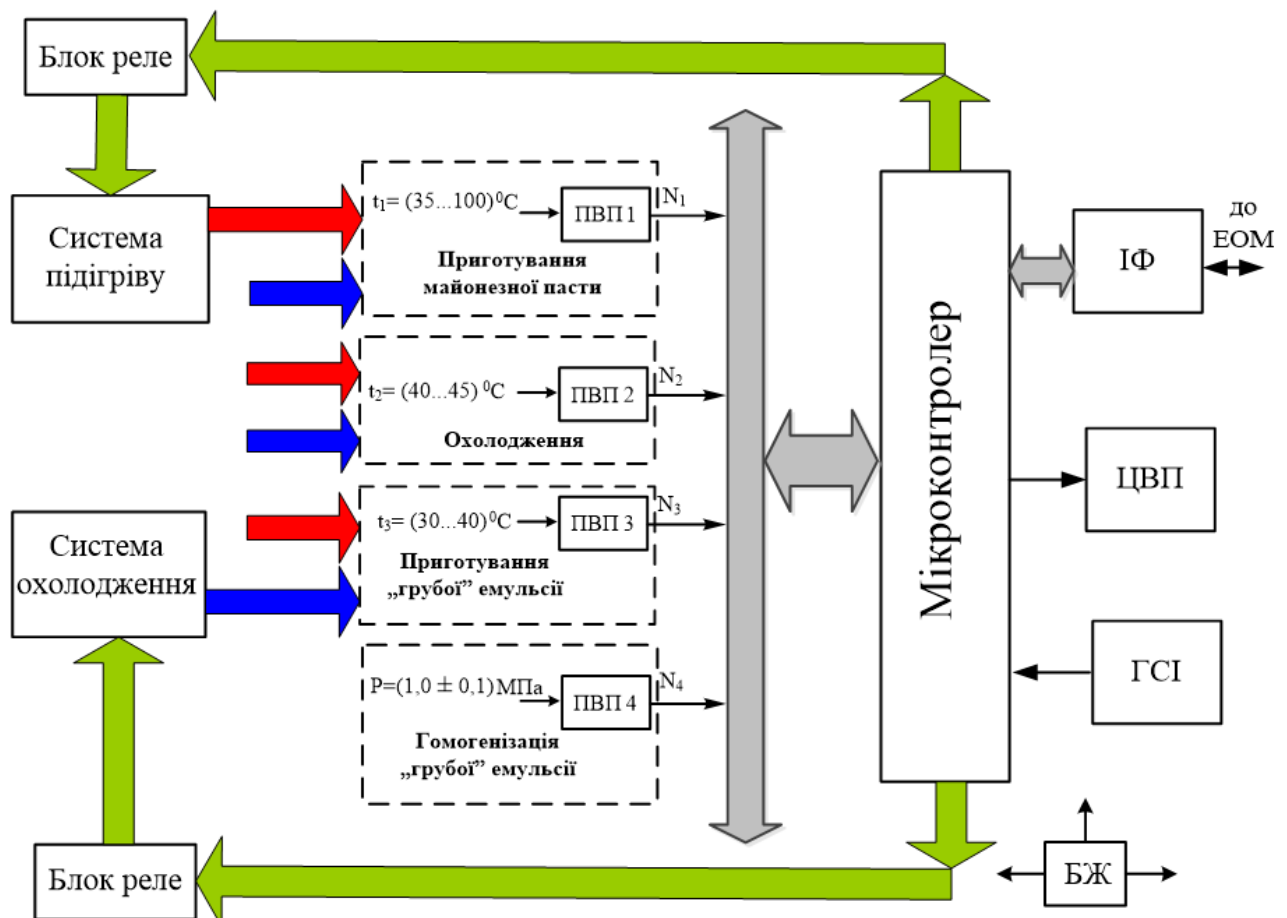 Блок реле
Система
підігріву
t₁= (35...100)⁰C
ПВП 1
N₁
Приготування
майонезної пасти
t₂= (40...45) ⁰C
ПВП 2
N₂
Охолодження
Система
охолодження
t₃= (30...40)⁰C
ПВП 3
N₃
Приготування
„грубої” емульсії
P=(1,0 ± 0,1) МПа
ПВП 4
N₄
Гомогенізація
„грубої” емульсії
Блок реле
Мікроконтролер
ІФ
до
ЕОМ
ЦВП
ГСІ
БЖ